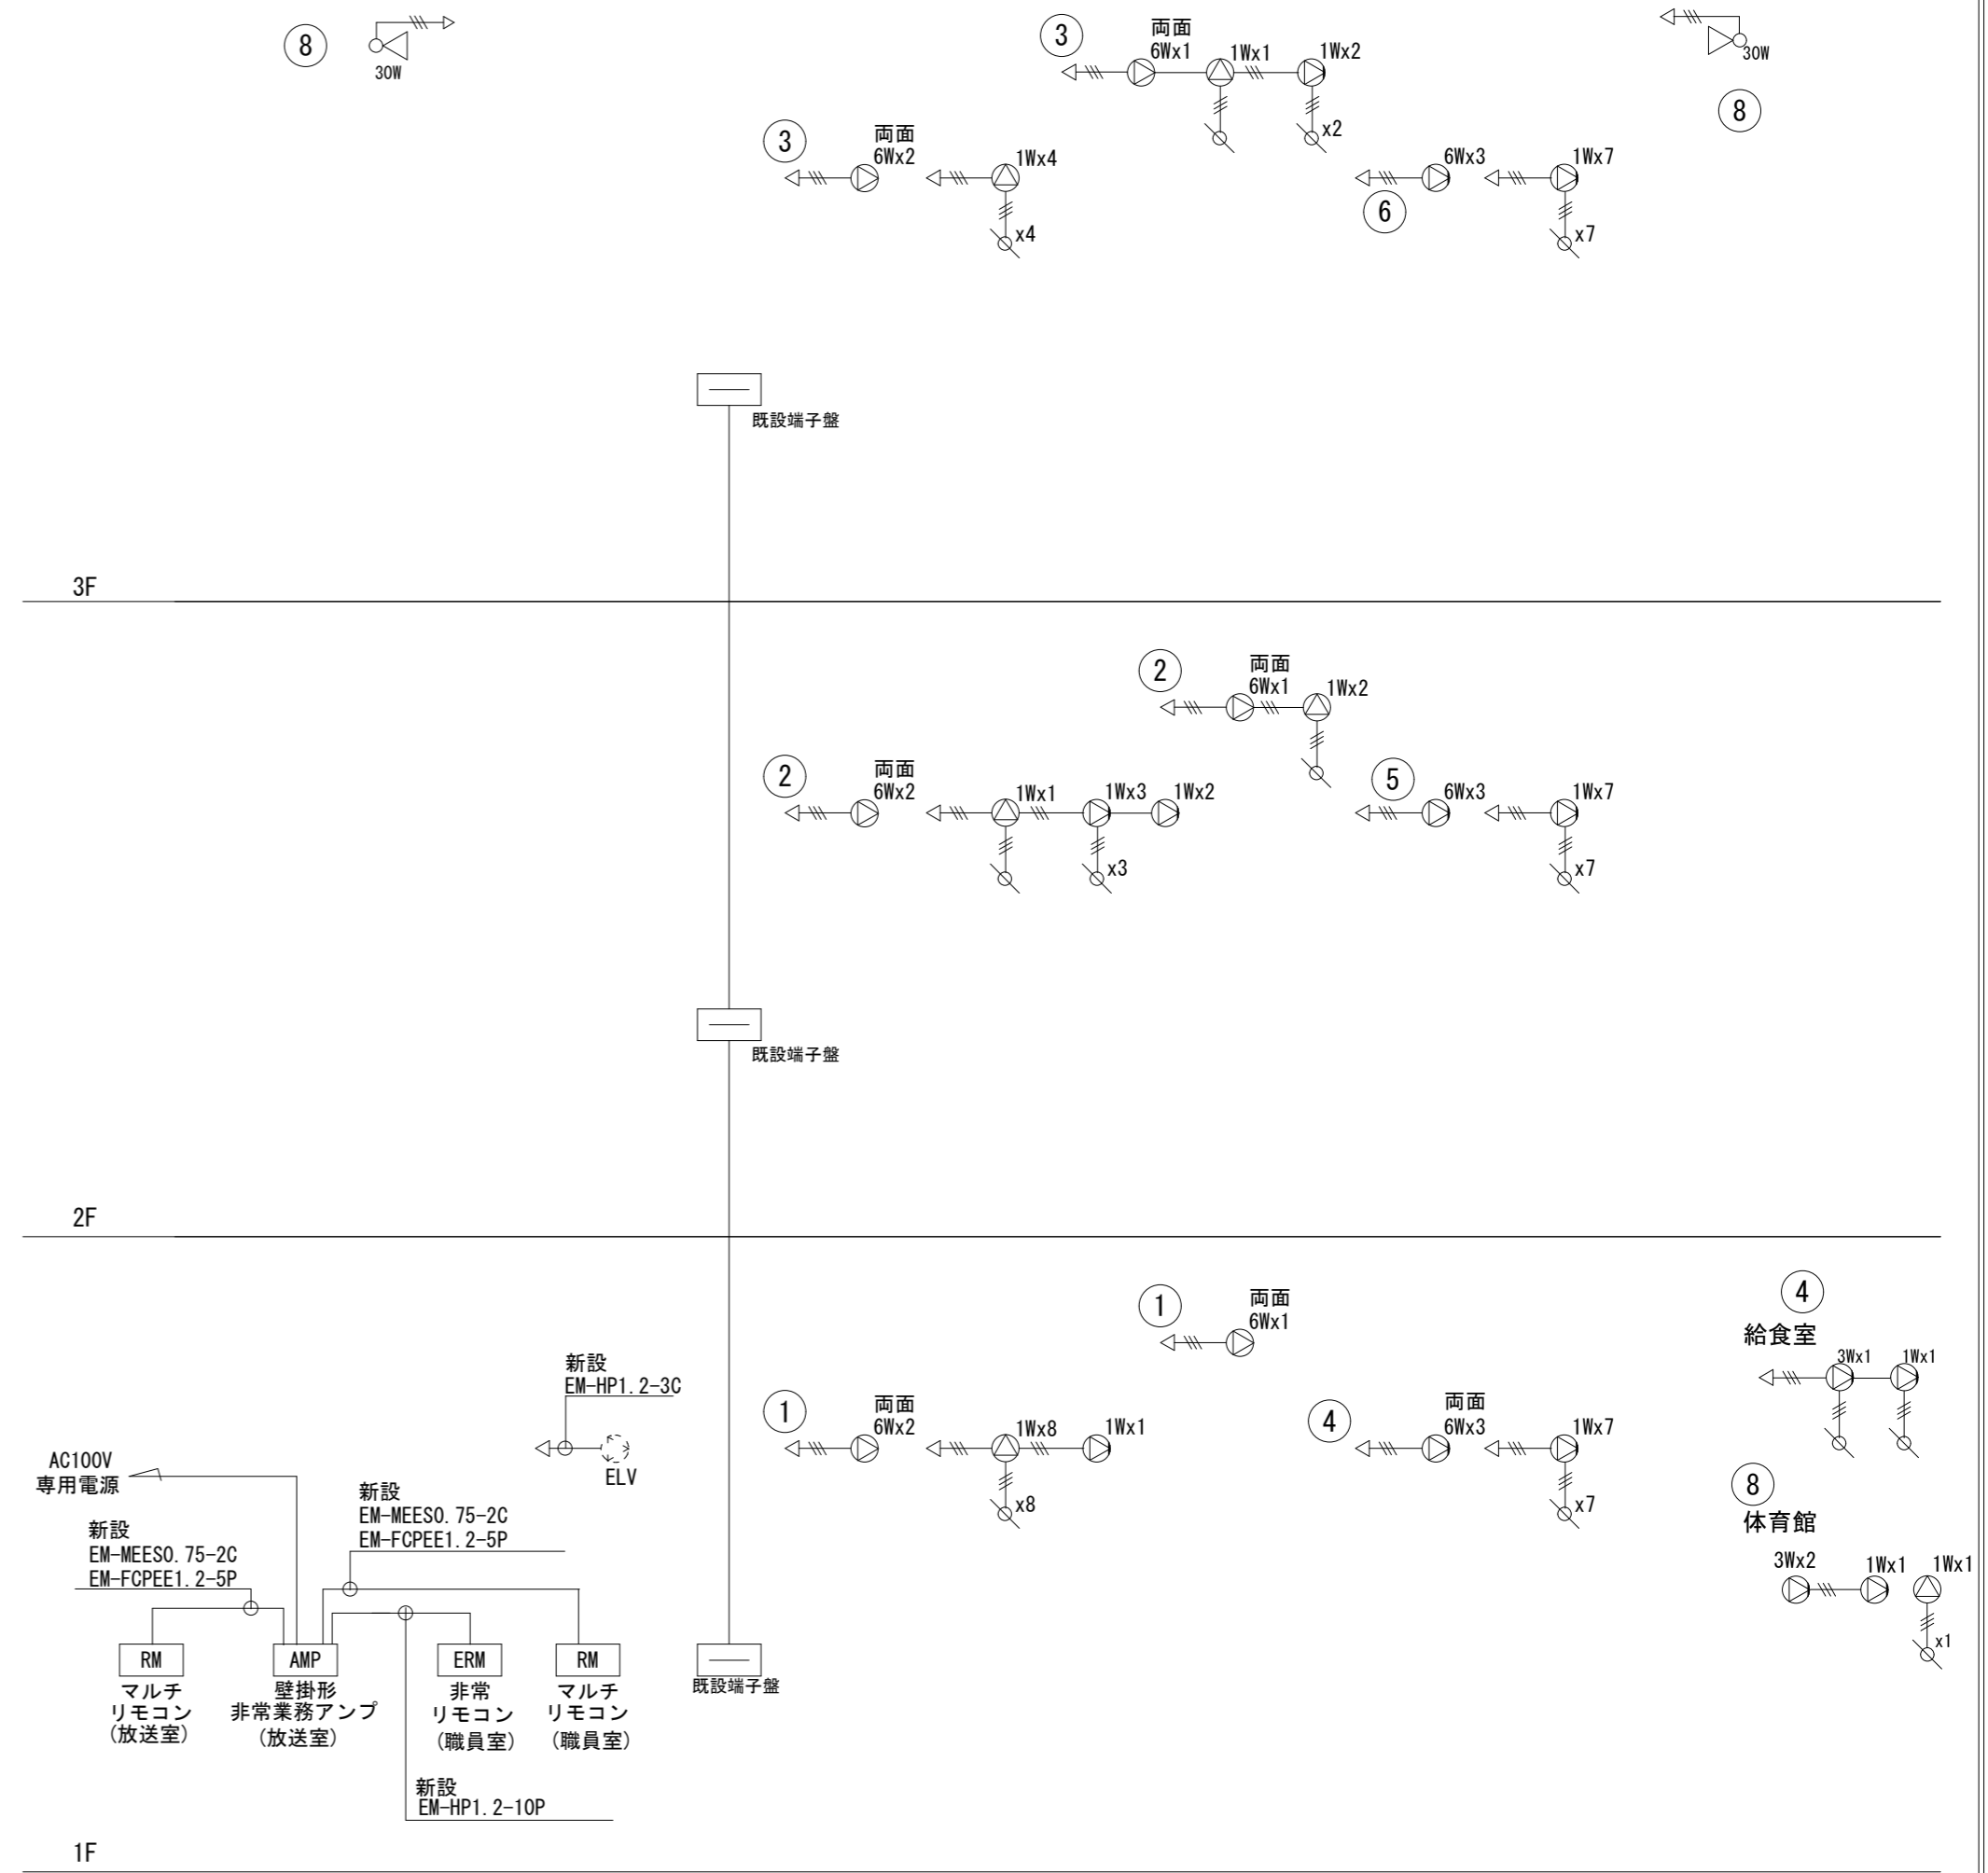 8
30W
3
両面
6Wx1
1Wx1
1Wx2
x2
30W
8
3
両面
6Wx2
1Wx4
x4
6Wx3
6
1Wx7
x7
既設端子盤
3F
2
両面
6Wx1
1Wx2
2
両面
6Wx2
1Wx1
1Wx3
1Wx2
x3
5
6Wx3
1Wx7
x7
既設端子盤
2F
1
両面
6Wx1
4
給食室
3Wx1
1Wx1
新設
EM-HP1.2-3C
ELV
1
両面
6Wx2
1Wx8
1Wx1
x8
4
両面
6Wx3
1Wx7
x7
8
体育館
3Wx2
1Wx1
1Wx1
x1
AC100V
専用電源
新設
EM-MEES0.75-2C
EM-FCPEE1.2-5P
新設
EM-MEES0.75-2C
EM-FCPEE1.2-5P
RM
マルチ
リモコン
(放送室)
AMP
壁掛形
非常業務アンプ
(放送室)
ERM
非常
リモコン
(職員室)
RM
マルチ
リモコン
(職員室)
既設端子盤
新設
EM-HP1.2-10P
1F